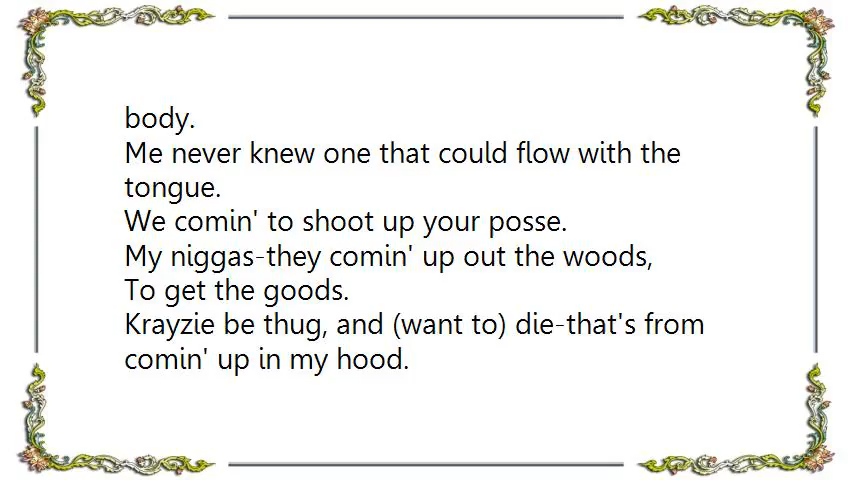 body.
Me never knew one that could flow with the
tongue.
We comin' to shoot up your posse.
My niggas-they comin' up out the woods,
To get the goods.
Krayzie be thug, and (want to) die-that's from
comin' up in my hood.